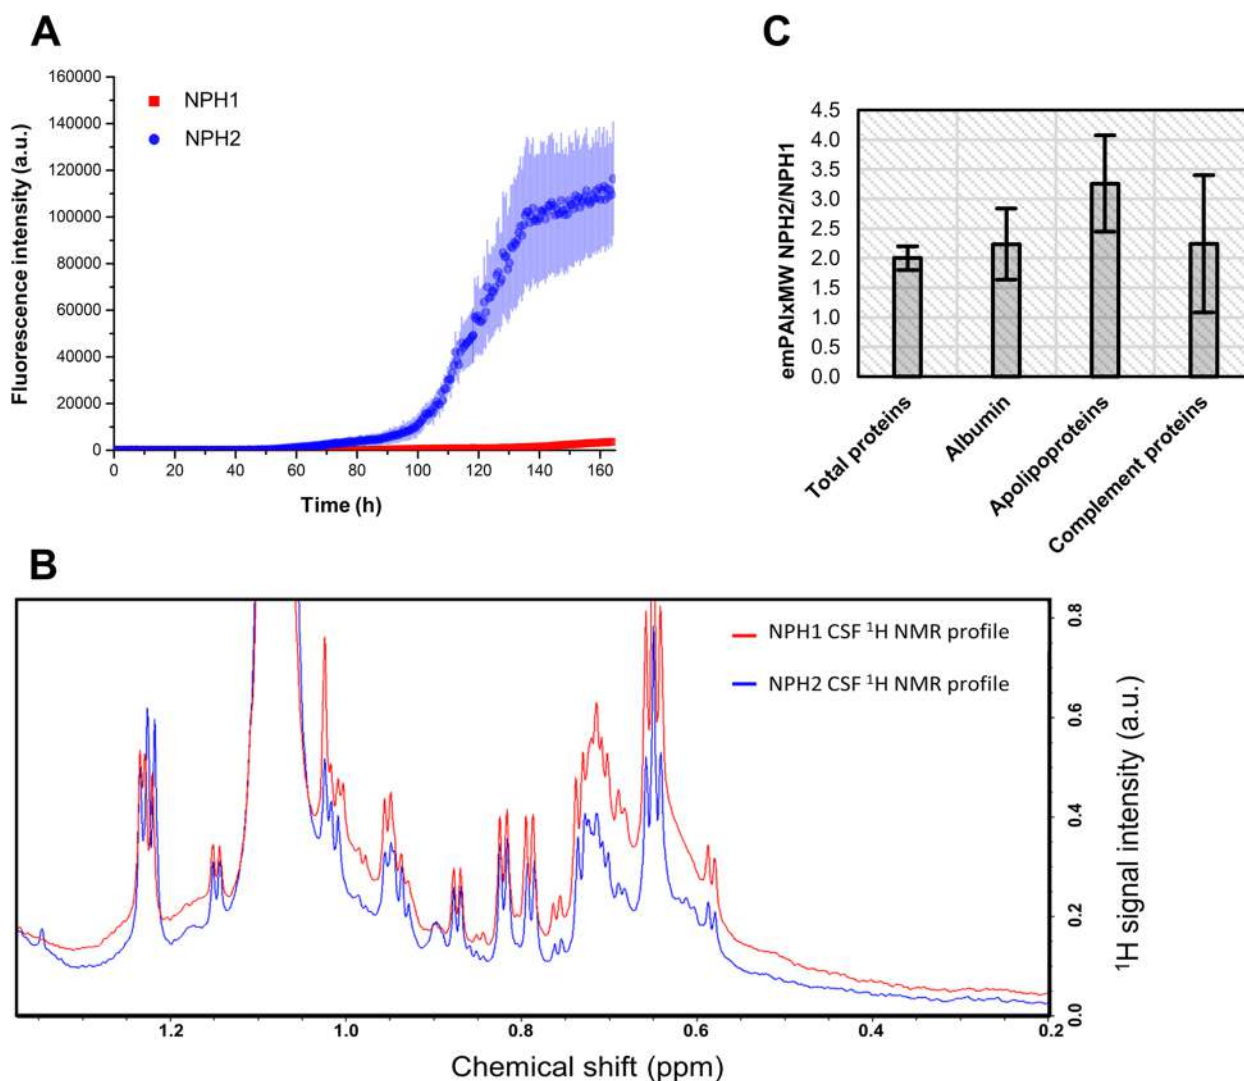 A
NPH1
NPH2
Fluorescence intensity (a.u.)
160000
140000
120000
100000
80000
60000
40000
20000
0
0 20 40 60 80 100 120 140 160
Time (h)
C
emPAIxMW NPH2/NPH1
4.5
4.0
3.5
3.0
2.5
2.0
1.5
1.0
0.5
0.0
Total proteins
Albumin
Apolipoproteins
Complement proteins
B
NPH1 CSF ¹H NMR profile
NPH2 CSF ¹H NMR profile
0.8
0.6
0.4
0.2
0.0
¹H signal intensity (a.u.)
1.2 1.0 0.8 0.6 0.4 0.2
Chemical shift (ppm)